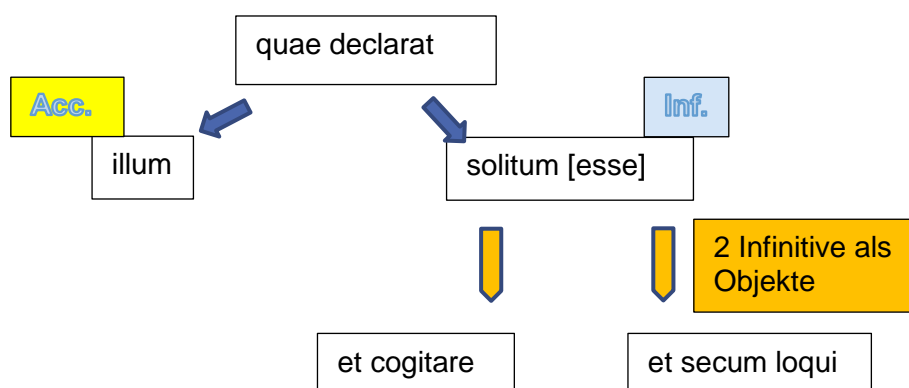 quae declarat
Acc.
Inf.
illum
solitum [esse]
2 Infinitive als
Objekte
et cogitare
et secum loqui